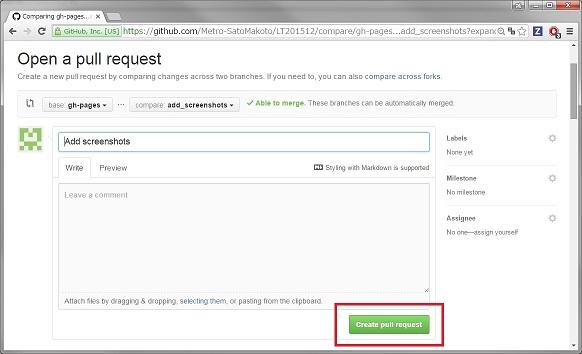 Comparing gh-pages...
GitHub, Inc. [US] https://github.com/Metro-SatoMakoto/LT201512/compare/gh-pages...add_screenshots?expand
Open a pull request
Create a new pull request by comparing changes across two branches. If you need to, you can also compare across forks.
base: gh-pages ... compare: add_screenshots ✓ Able to merge. These branches can be automatically merged.
Add screenshots
Write Preview Styling with Markdown is supported
Leave a comment
Attach files by dragging & dropping, selecting them, or pasting from the clipboard.
Create pull request
Labels
None yet
Milestone
No milestone
Assignee
No one—assign yourself